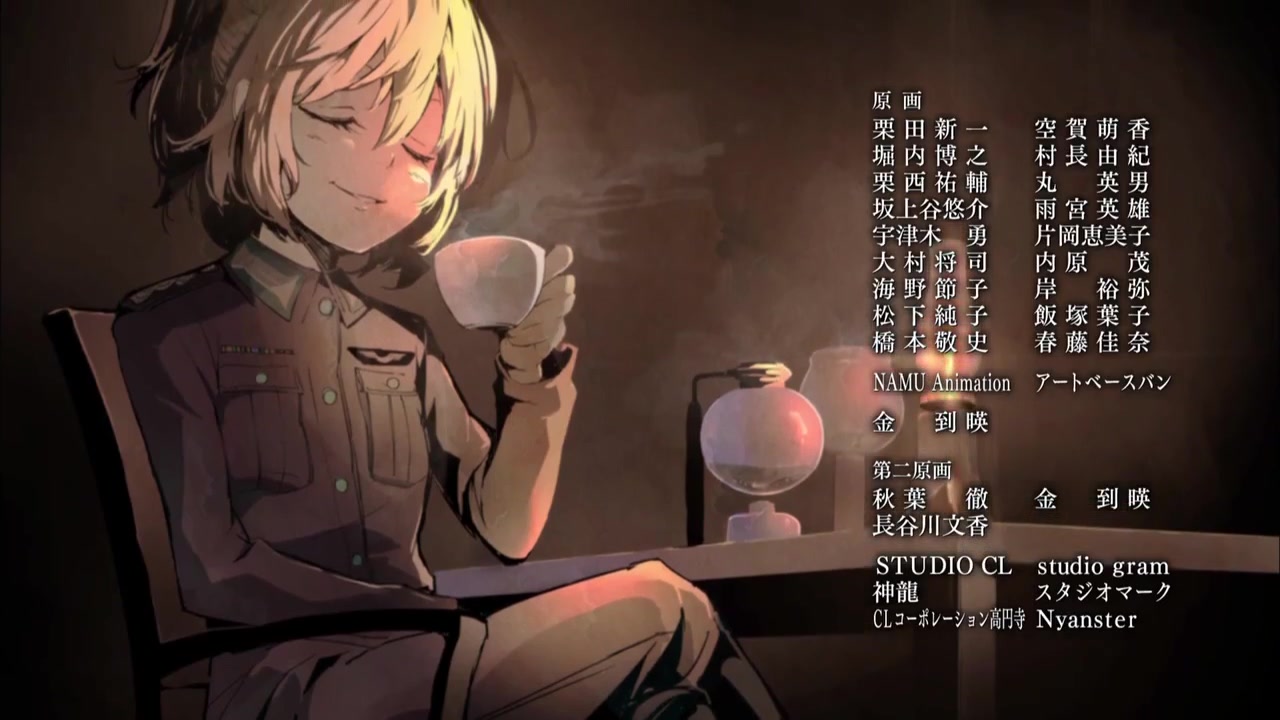 原画
栗田新一 空賀萌香
堀内博之 村長由紀
栗西祐輔 丸 英男
坂上谷悠介 雨宮英雄
宇津木 勇 片岡恵美子
大村将司 内原 茂
海野節子 岸 裕弥
松下純子 飯塚葉子
橋本敬史 春藤佳奈
NAMU Animation アートベースバン
金 到暎
第二原画
秋葉 徹 金 到暎
長谷川文香
STUDIO CL studio gram
神龍 スタジオマーク
CLコーポレーション高円寺 Nyanster